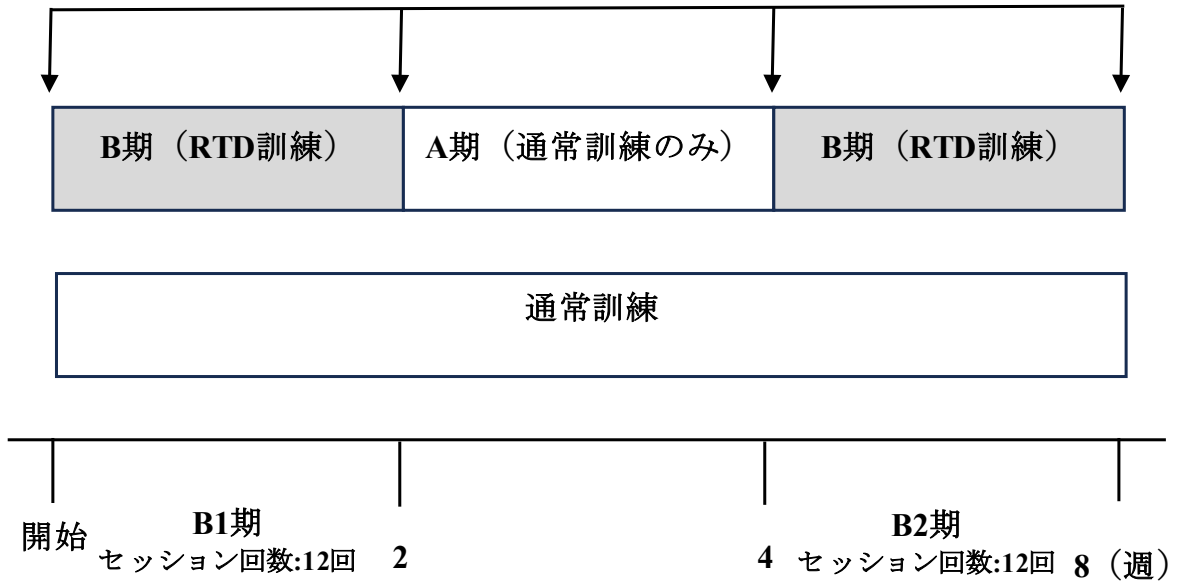 B期（RTD訓練）
A期（通常訓練のみ）
B期（RTD訓練）
通常訓練
開始
B1期
セッション回数:12回
2
4
B2期
セッション回数:12回
8（週）